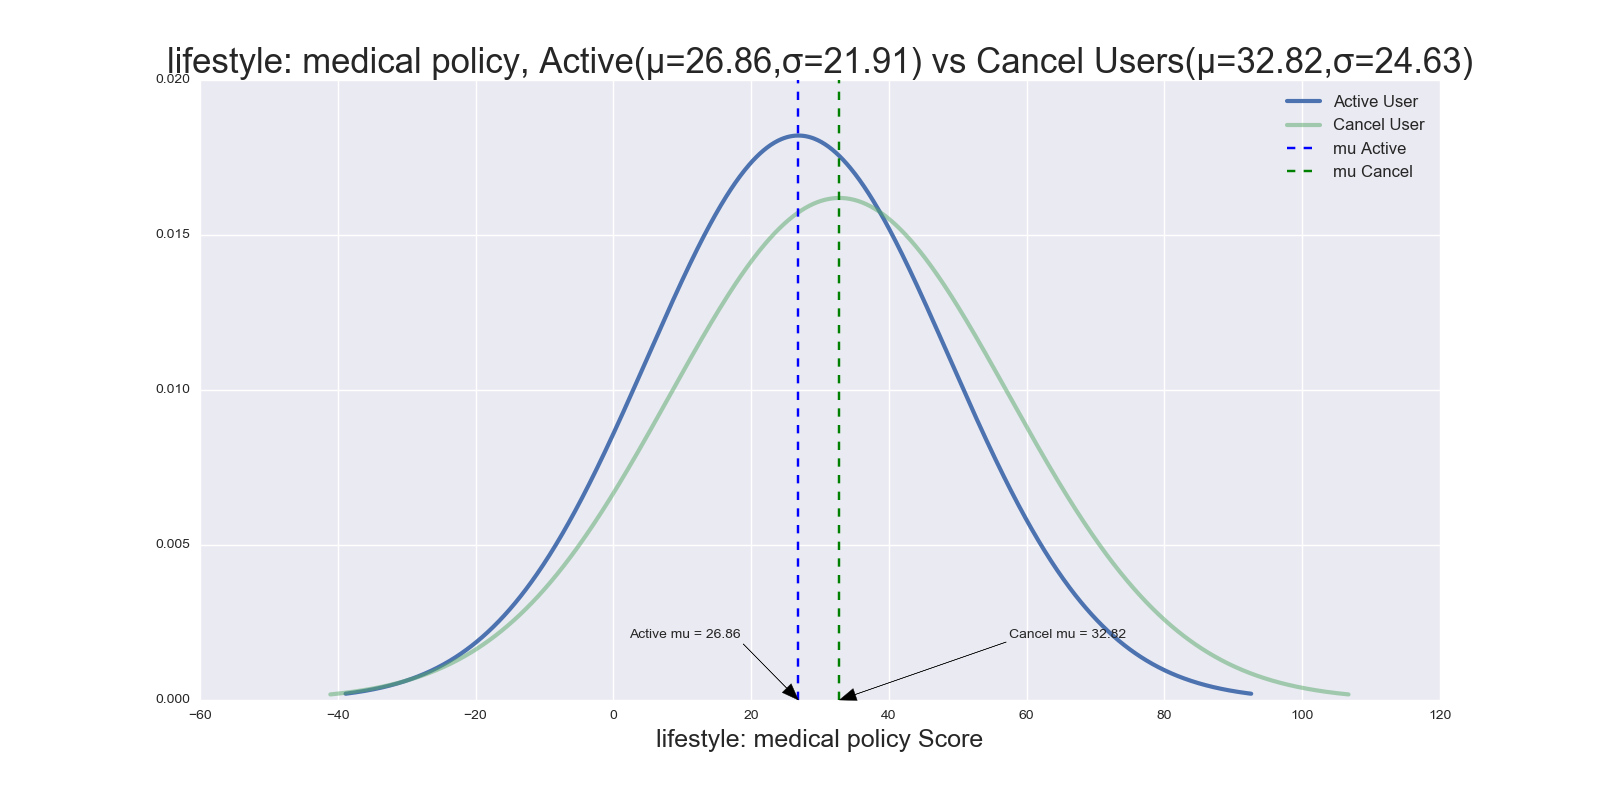 lifestyle: medical policy, Active(μ=26.86,σ=21.91) vs Cancel Users(μ=32.82,σ=24.63)
0.020
0.015
0.010
0.005
0.000
Active User
Cancel User
mu Active
mu Cancel
Active mu = 26.86
Cancel mu = 32.82
−60 −40 −20 0 20 40 60 80 100 120
lifestyle: medical policy Score